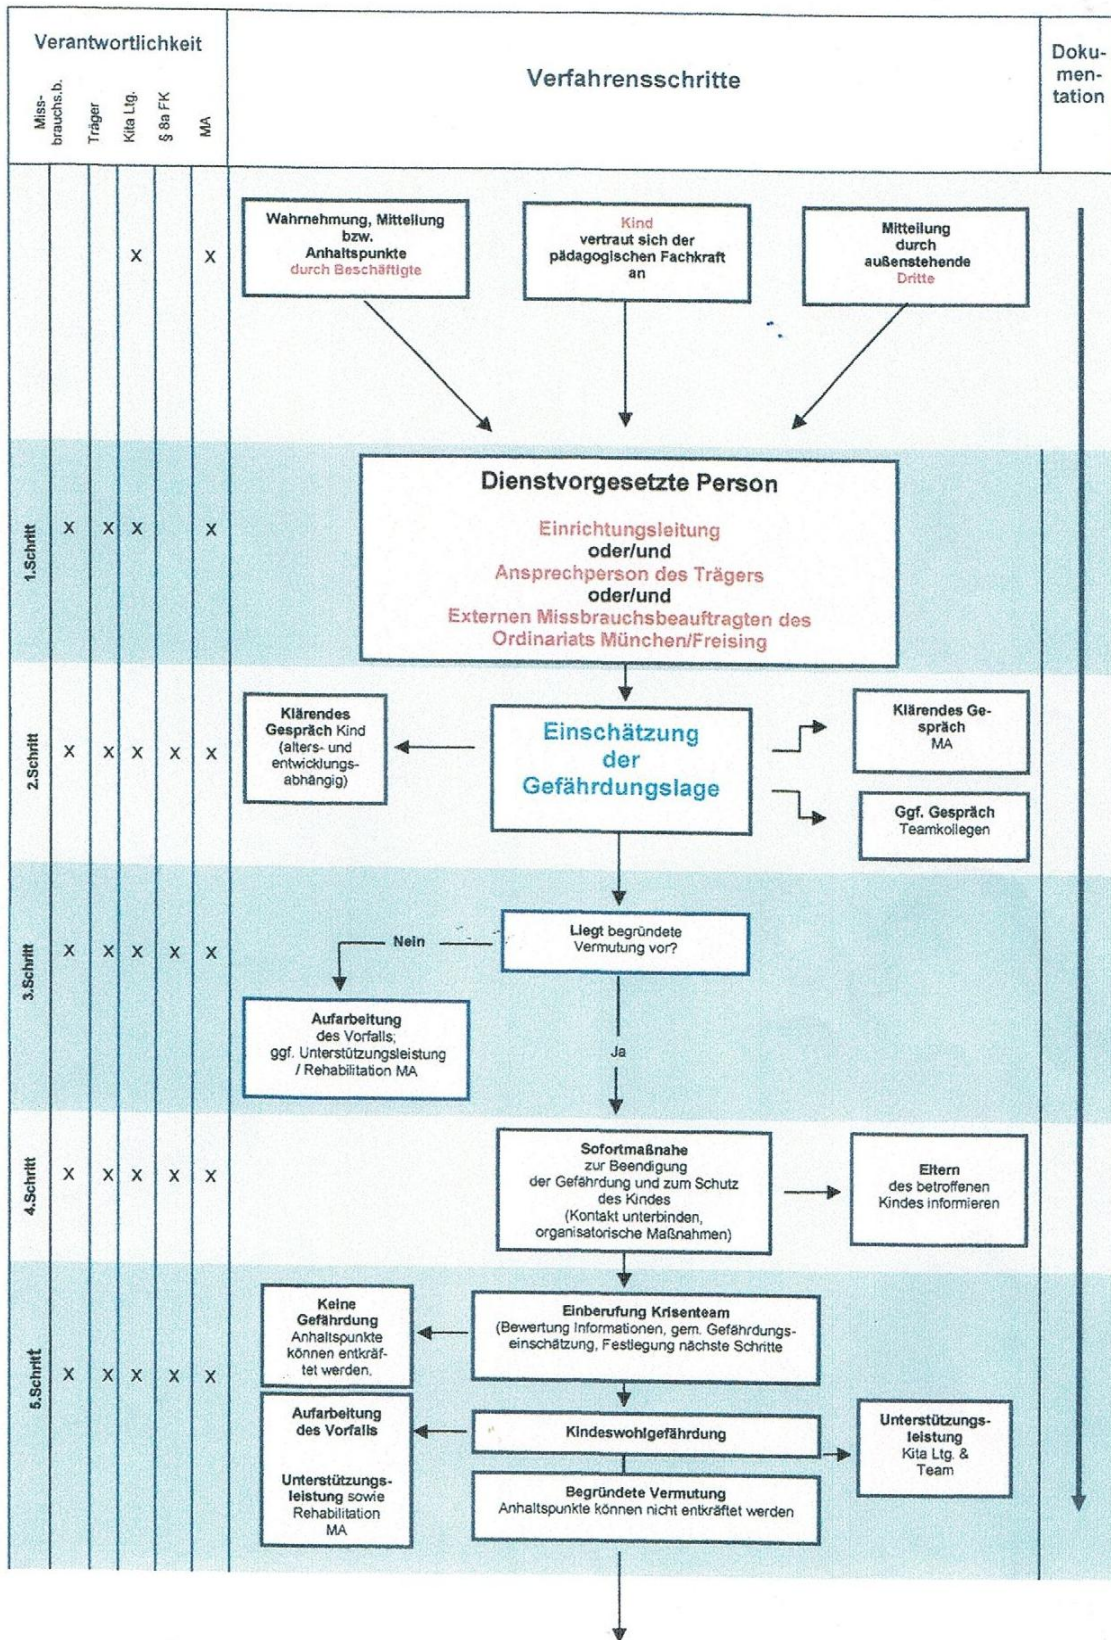 Verantwortlichkeit
Miss-
brauchs.b.
Träger
Kita Ltg.
§ 8a FK
MA
Verfahrensschritte
Doku-
men-
tation
X
X
Wahrnehmung, Mitteilung
bzw.
Anhaltspunkte
durch Beschäftigte
Kind
vertraut sich der
pädagogischen Fachkraft
an
Mitteilung
durch
außenstehende
Dritte
1.Schritt
X
X
X
X
Dienstvorgesetzte Person
Einrichtungsleitung
oder/und
Ansprechperson des Trägers
oder/und
Externen Missbrauchsbeauftragten des
Ordinariats München/Freising
2.Schritt
X
X
X
X
X
Klärendes
Gespräch Kind
(alters- und
entwicklungs-
abhängig)
Einschätzung
der
Gefährdungslage
Klärendes Ge-
spräch
MA
Ggf. Gespräch
Teamkollegen
3.Schritt
X
X
X
X
X
Nein
Liegt begründete
Vermutung vor?
Aufarbeitung
des Vorfalls;
ggf. Unterstützungsleistung
/ Rehabilitation MA
Ja
4.Schritt
X
X
X
X
X
Sofortmaßnahe
zur Beendigung
der Gefährdung und zum Schutz
des Kindes
(Kontakt unterbinden,
organisatorische Maßnahmen)
Eltern
des betroffenen
Kindes informieren
5.Schritt
X
X
X
X
X
Keine
Gefährdung
Anhaltspunkte
können entkräf-
tet werden.
Einberufung Krisenteam
(Bewertung Informationen, gem. Gefährdungs-
einschätzung, Festlegung nächste Schritte
Aufarbeitung
des Vorfalls
Unterstützungs-
leistung sowie
Rehabilitation
MA
Kindeswohlgefährdung
Unterstützungs-
leistung
Kita Ltg. &
Team
Begründete Vermutung
Anhaltspunkte können nicht entkräftet werden